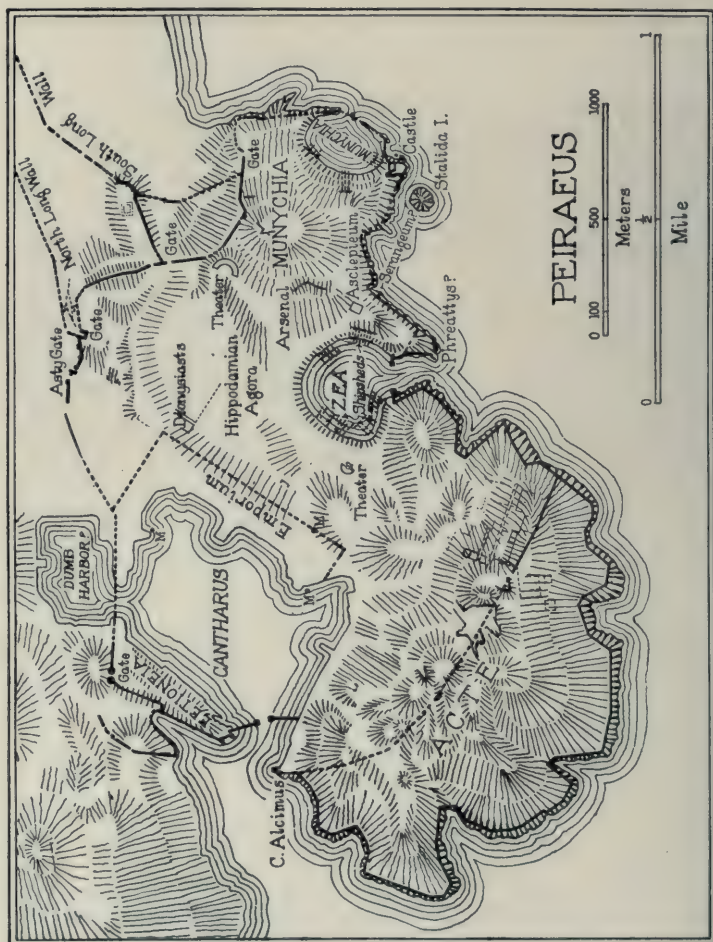 North Long Wall
South Long Wall
Asty Gate
Gate
Gate
Gate
Theater
MUNYCHIA
MUNYCHIA
Castle
Stalida I.
Serangeum?
Asclepieum
Arsenal
Dionysiasts
Hippodamian
Agora
Emporium
ZEA
Shipsheds
Phreattys?
Theater
M
M
M
DUMB
HARBOR?
CANTHARUS
Gate
EETIONEIA
C. Alcimus
ACTE
PEIRAEUS
0 100 500 1000
Meters
0 ½ 1
Mile